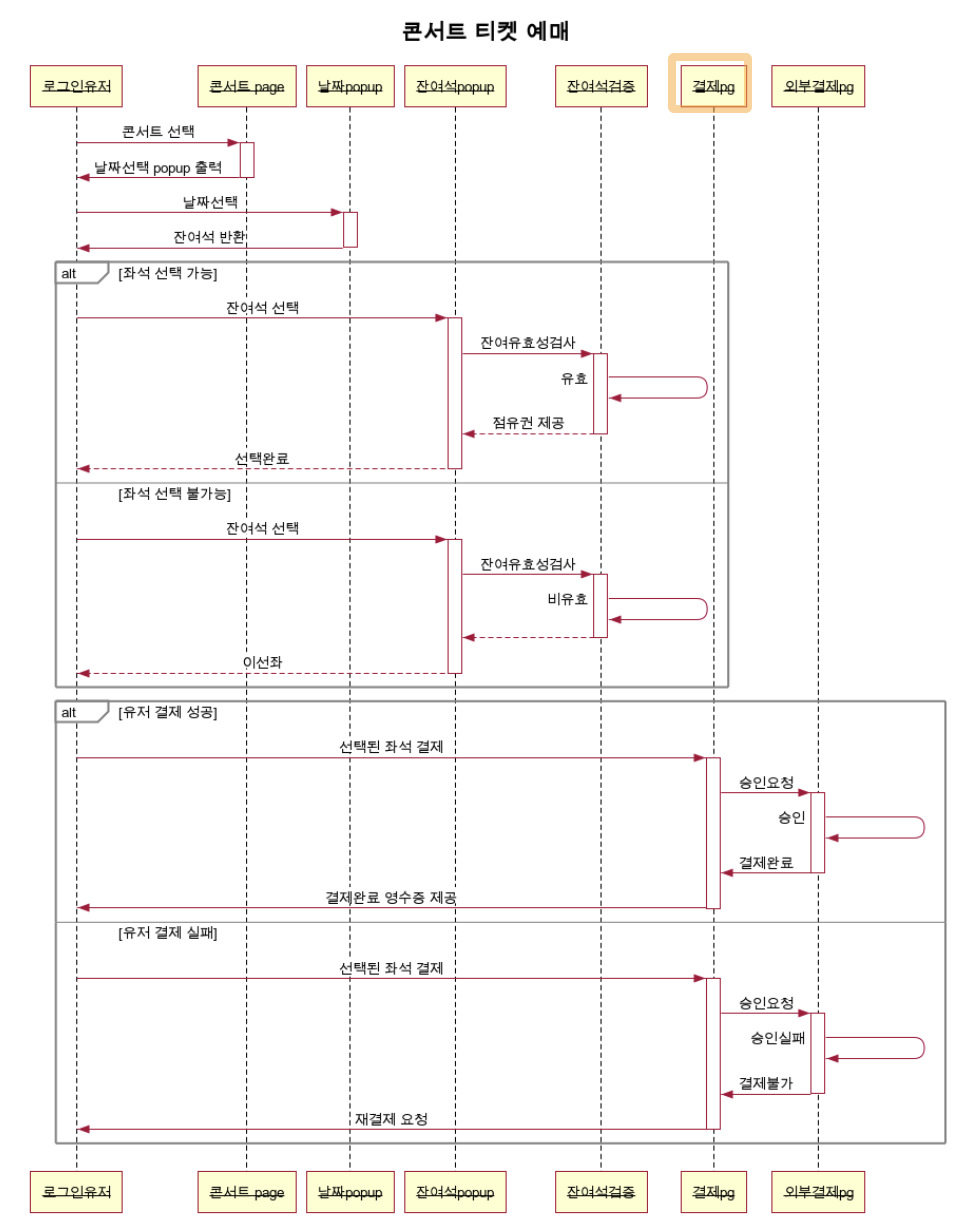 콘서트 티켓 예매
로그인유저 콘서트 page 날짜popup 잔여석popup 잔여석검증 결제pg 외부결제pg
콘서트 선택
날짜선택 popup 출력
날짜선택
잔여석 반환
alt [좌석 선택 가능]
잔여석 선택
잔여유효성검사
유효
점유권 제공
선택완료
[좌석 선택 불가능]
잔여석 선택
잔여유효성검사
비유효
이선좌
alt [유저 결제 성공]
선택된 좌석 결제
승인요청
승인
결제완료
결제완료 영수증 제공
[유저 결제 실패]
선택된 좌석 결제
승인요청
승인실패
결제불가
재결제 요청
로그인유저 콘서트 page 날짜popup 잔여석popup 잔여석검증 결제pg 외부결제pg